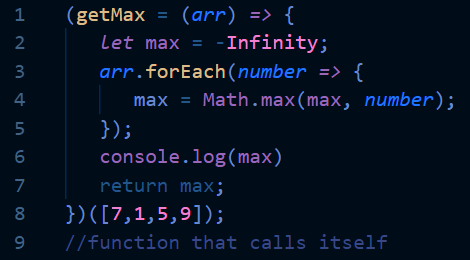 1 (getMax = (arr) => {
2 let max = -Infinity;
3 arr.forEach(number => {
4 max = Math.max(max, number);
5 });
6 console.log(max)
7 return max;
8 })([7,1,5,9]);
9 //function that calls itself